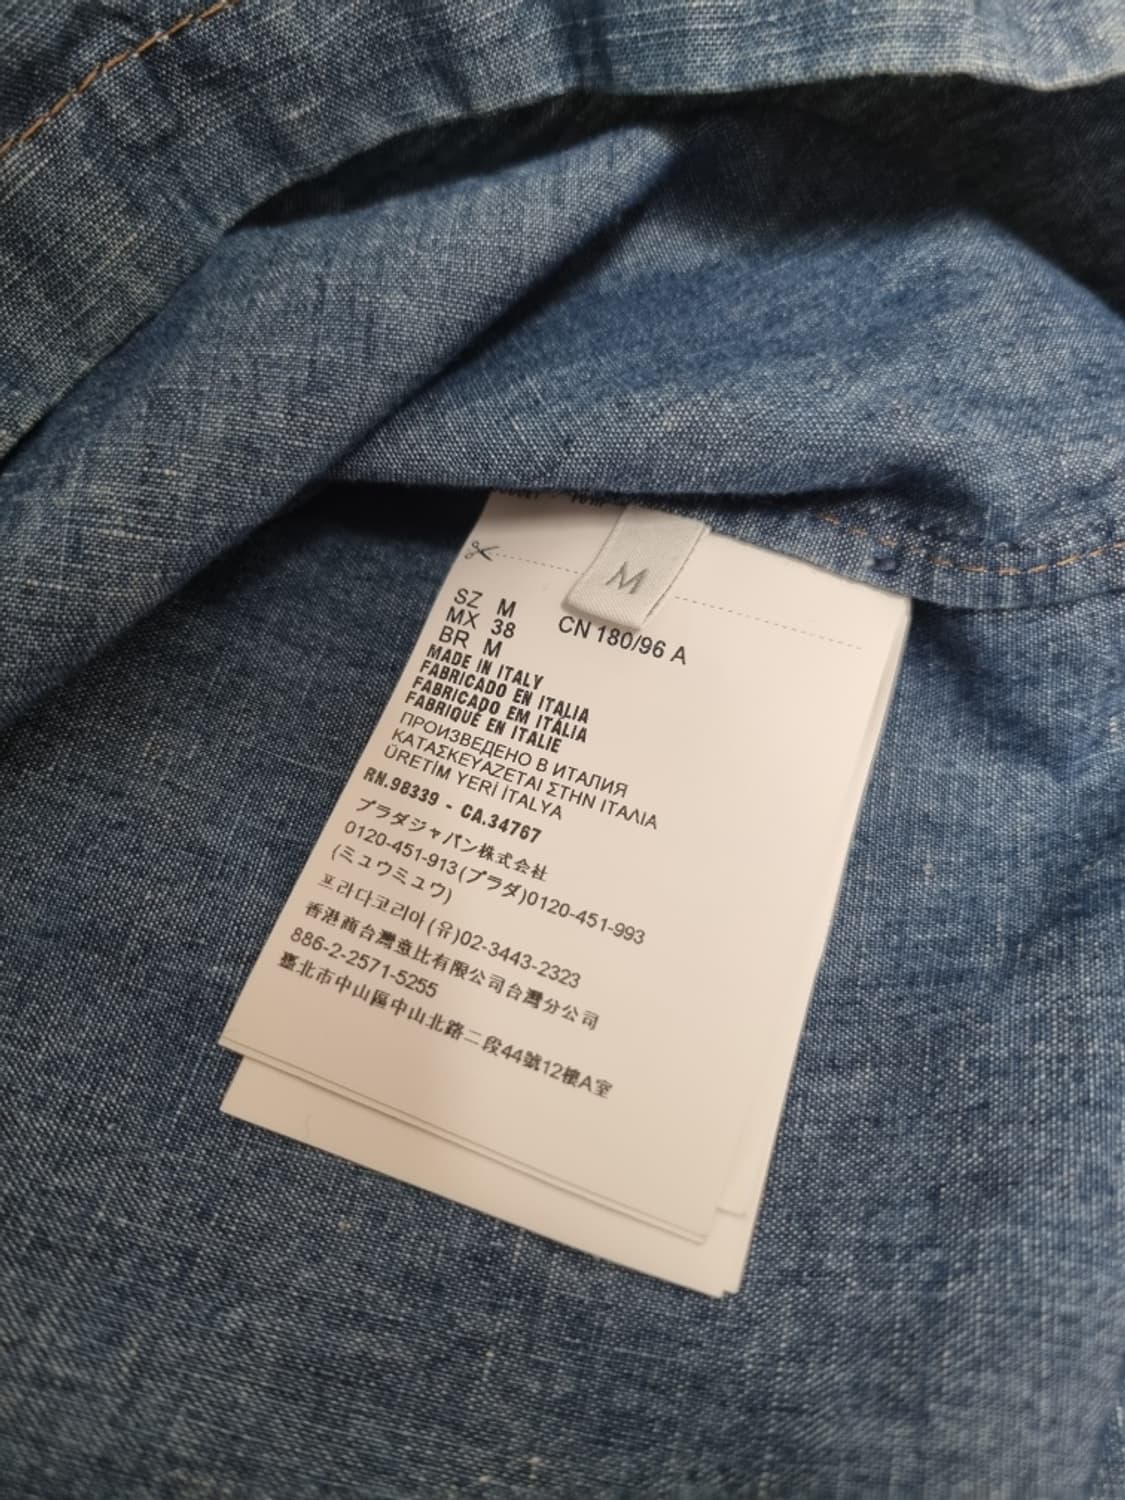 M
SZ M
MX 38 CN 180/96 A
BR M
MADE IN ITALY
FABRICADO EN ITALIA
FABRICADO EM ITÁLIA
FABRIQUÉ EN ITALIE
ПРОИЗВЕДЕНО В ИТАЛИЯ
ΚΑΤΑΣΚΕΥΑΖΕΤΑΙ ΣΤΗΝ ΙΤΑΛΙΑ
ÜRETİM YERİ İTALYA
RN.98339 - CA.34767
プラダジャパン株式会社
0120-451-913(プラダ)0120-451-993
(ミュウミュウ)
프라다코리아(유)02-3443-2323
香港商台灣壹比有限公司台灣分公司
886-2-2571-5255
臺北市中山區中山北路二段44號12樓A室